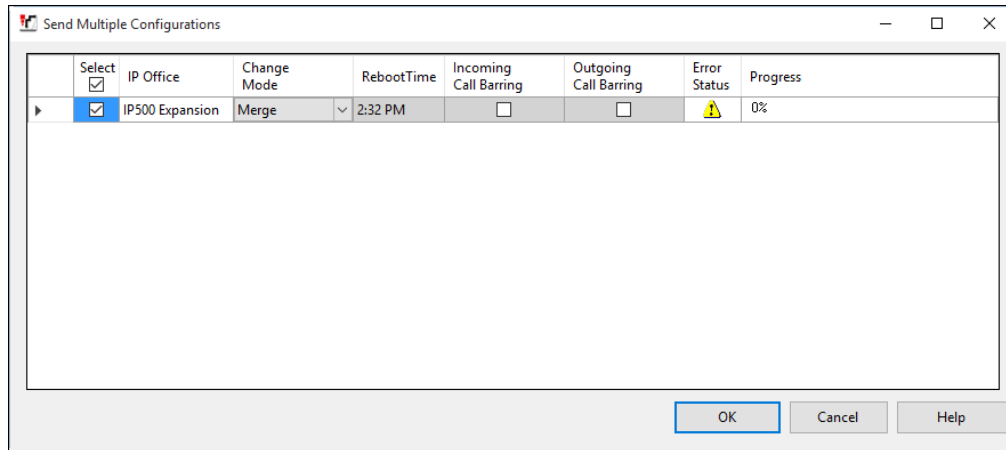 Send Multiple Configurations
Select IP Office Change Mode RebootTime Incoming Call Barring Outgoing Call Barring Error Status Progress
IP500 Expansion Merge 2:32 PM 0%
OK Cancel Help